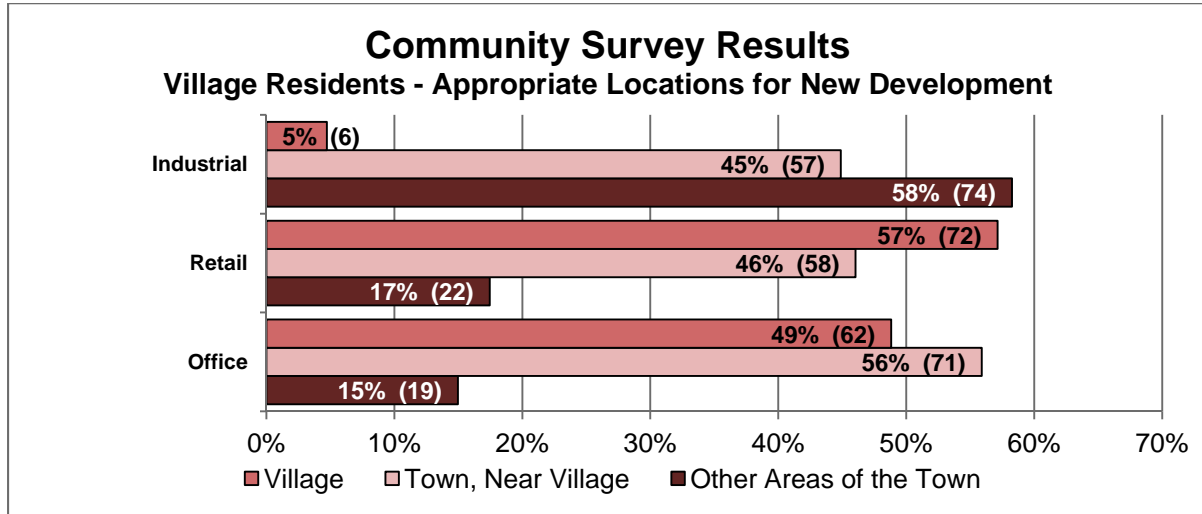 Community Survey Results
Village Residents - Appropriate Locations for New Development
Industrial
5% (6)
45% (57)
58% (74)
Retail
57% (72)
46% (58)
17% (22)
Office
49% (62)
56% (71)
15% (19)
0% 10% 20% 30% 40% 50% 60% 70%
Village Town, Near Village Other Areas of the Town